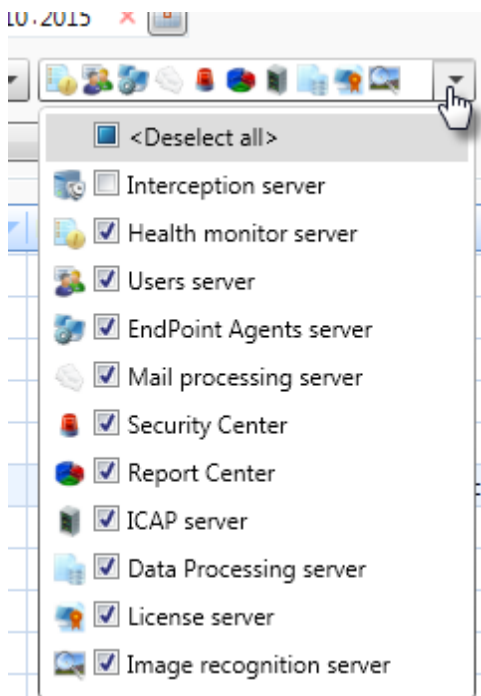 10.2015
<Deselect all>
Interception server
Health monitor server
Users server
EndPoint Agents server
Mail processing server
Security Center
Report Center
ICAP server
Data Processing server
License server
Image recognition server